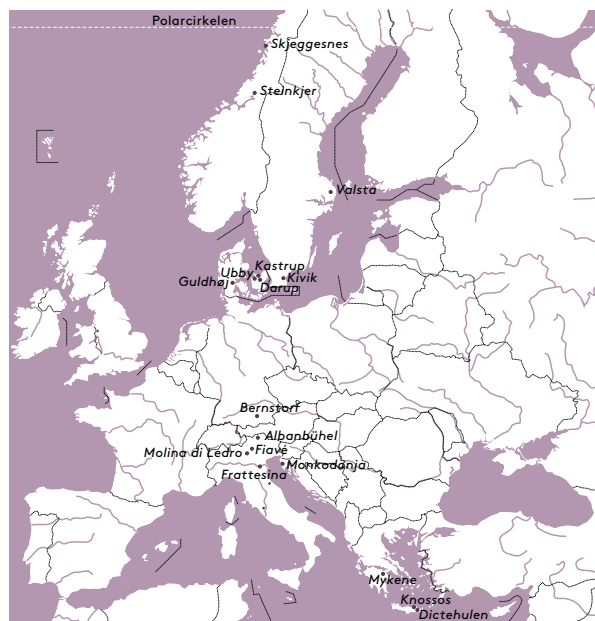 Polarcirkelen
Skjeggesnes
Steinkjer
Valsta
Kastrup
Ubby
Kivik
Guldhøj
Darup
Bernstorf
Albanbühel
Fiavé
Molina di Ledro
Monkodonja
Frattesina
Mykene
Knossos
Dictehulen